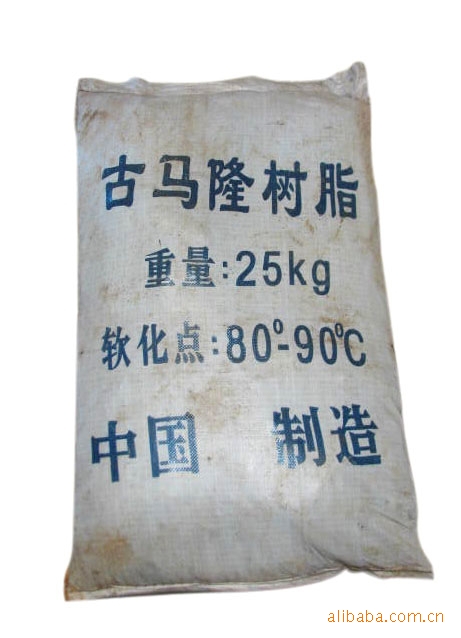 古马隆树脂
重量:25kg
软化点:80°-90℃
中国 制造
alibaba.com.cn